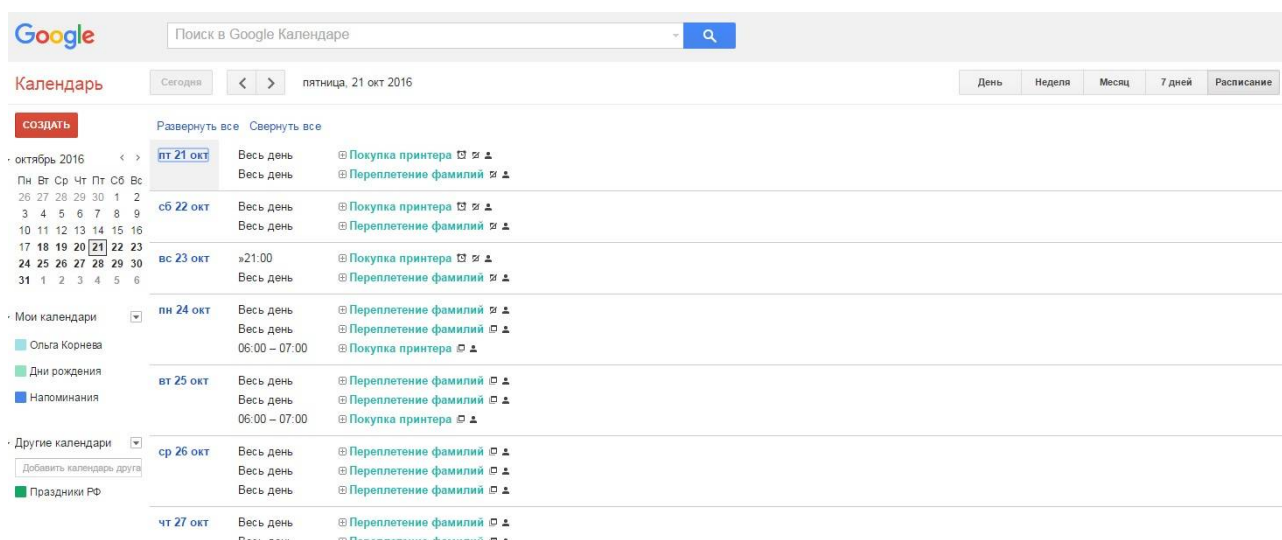 Google
Поиск в Google Календаре
Календарь
Сегодня
пятница, 21 окт 2016
День
Неделя
Месяц
7 дней
Расписание
СОЗДАТЬ
октябрь 2016
Пн Вт Ср Чт Пт Сб Вс
26 27 28 29 30 1 2
3 4 5 6 7 8 9
10 11 12 13 14 15 16
17 18 19 20 21 22 23
24 25 26 27 28 29 30
31 1 2 3 4 5 6
Мои календари
Ольга Корнева
Дни рождения
Напоминания
Другие календари
Добавить календарь друга
Праздники РФ
Развернуть все Свернуть все
пт 21 окт Весь день Покупка принтера
Весь день Переплетение фамилий
сб 22 окт Весь день Покупка принтера
Весь день Переплетение фамилий
вс 23 окт »21:00 Покупка принтера
Весь день Переплетение фамилий
пн 24 окт Весь день Переплетение фамилий
Весь день Переплетение фамилий
06:00 – 07:00 Покупка принтера
вт 25 окт Весь день Переплетение фамилий
Весь день Переплетение фамилий
06:00 – 07:00 Покупка принтера
ср 26 окт Весь день Переплетение фамилий
Весь день Переплетение фамилий
Весь день Переплетение фамилий
чт 27 окт Весь день Переплетение фамилий